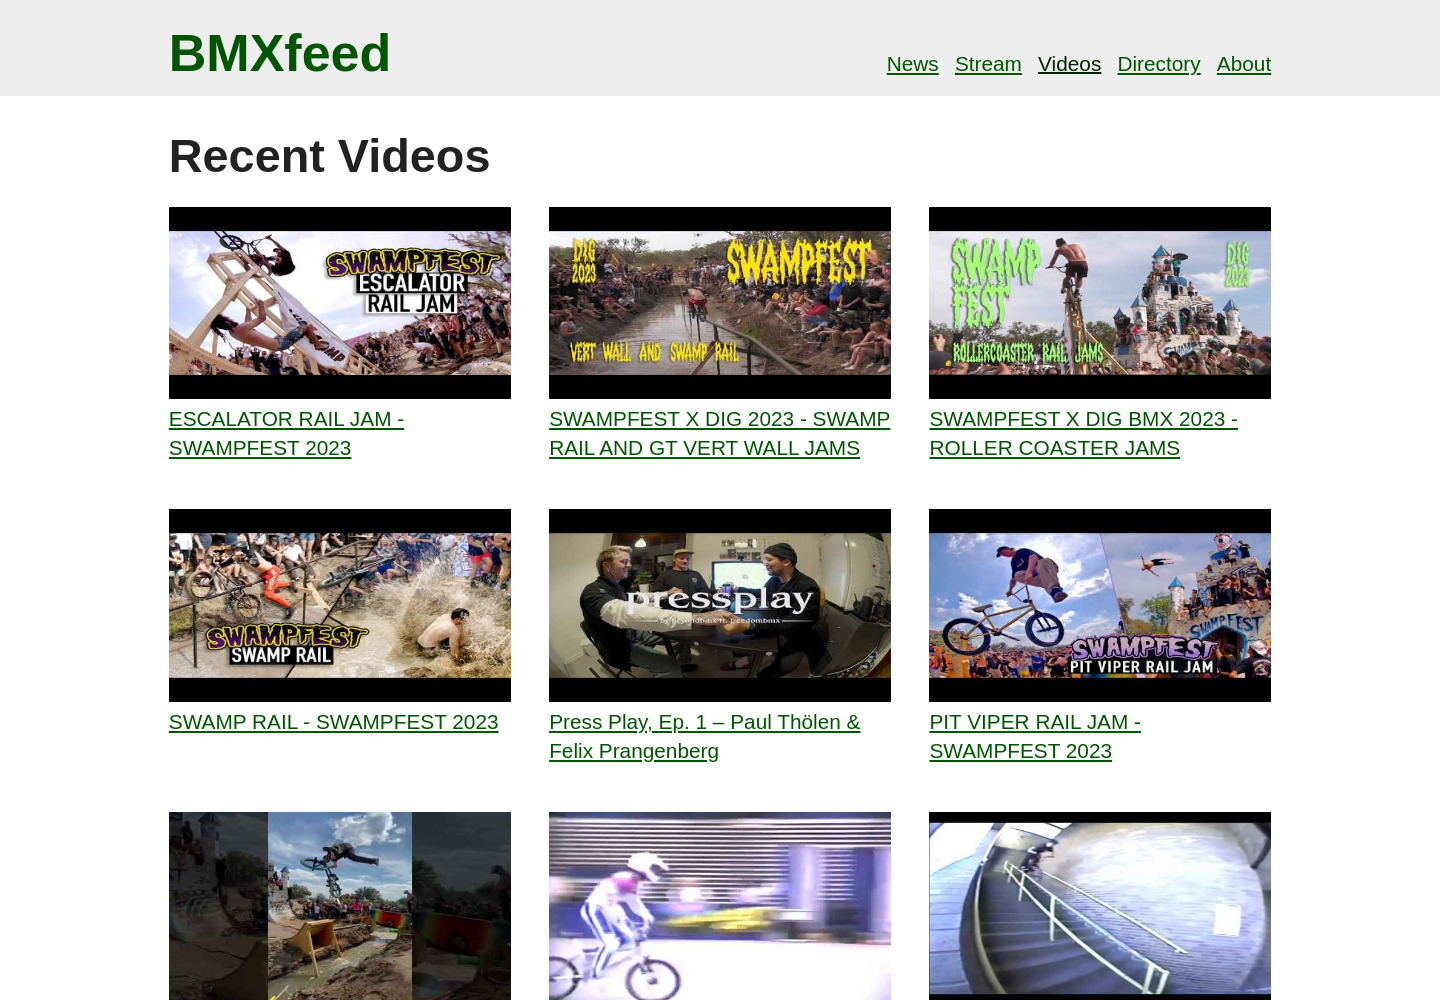 BMXfeed
News Stream Videos Directory About
Recent Videos
SWAMPFEST
ESCALATOR
RAIL JAM
DIG
2023
SWAMPFEST
VERT WALL AND SWAMP RAIL
SWAMP
FEST
DIG
2023
ROLLERCOASTER, RAIL JAMS
SWAMPFEST
ESCALATOR RAIL JAM -
SWAMPFEST 2023
SWAMPFEST X DIG 2023 - SWAMP
RAIL AND GT VERT WALL JAMS
SWAMPFEST X DIG BMX 2023 -
ROLLER COASTER JAMS
SWAMPFEST
SWAMP RAIL
pressplay
by beyondbmx ft. freedombmx
SWAMPFEST
SWAMPFEST
PIT VIPER RAIL JAM
SWAMP RAIL - SWAMPFEST 2023
Press Play, Ep. 1 – Paul Thölen &
Felix Prangenberg
PIT VIPER RAIL JAM -
SWAMPFEST 2023